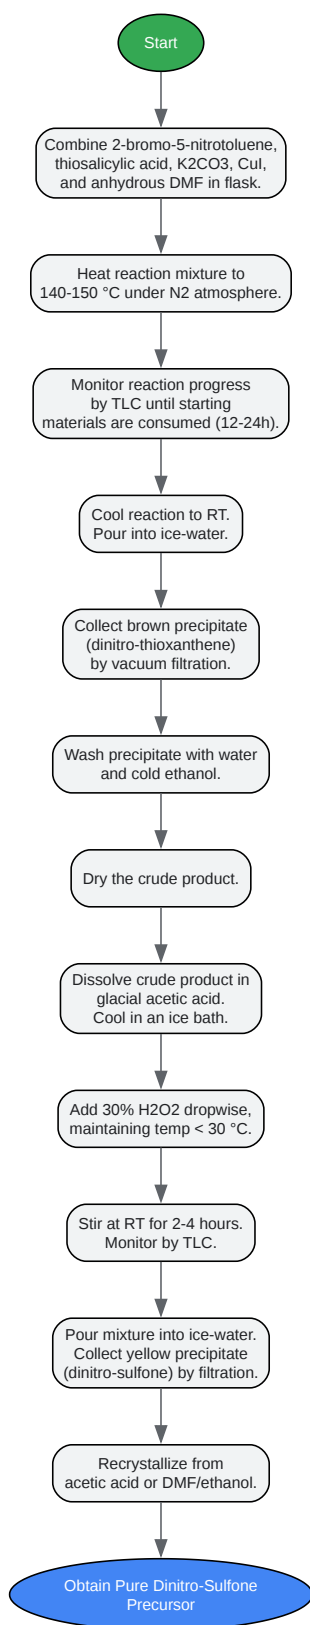 Start
Combine 2-bromo-5-nitrotoluene,
thiosalicylic acid, K2CO3, CuI,
and anhydrous DMF in flask.
Heat reaction mixture to
140-150 °C under N2 atmosphere.
Monitor reaction progress
by TLC until starting
materials are consumed (12-24h).
Cool reaction to RT.
Pour into ice-water.
Collect brown precipitate
(dinitro-thioxanthene)
by vacuum filtration.
Wash precipitate with water
and cold ethanol.
Dry the crude product.
Dissolve crude product in
glacial acetic acid.
Cool in an ice bath.
Add 30% H2O2 dropwise,
maintaining temp < 30 °C.
Stir at RT for 2-4 hours.
Monitor by TLC.
Pour mixture into ice-water.
Collect yellow precipitate
(dinitro-sulfone) by filtration.
Recrystallize from
acetic acid or DMF/ethanol.
Obtain Pure Dinitro-Sulfone
Precursor